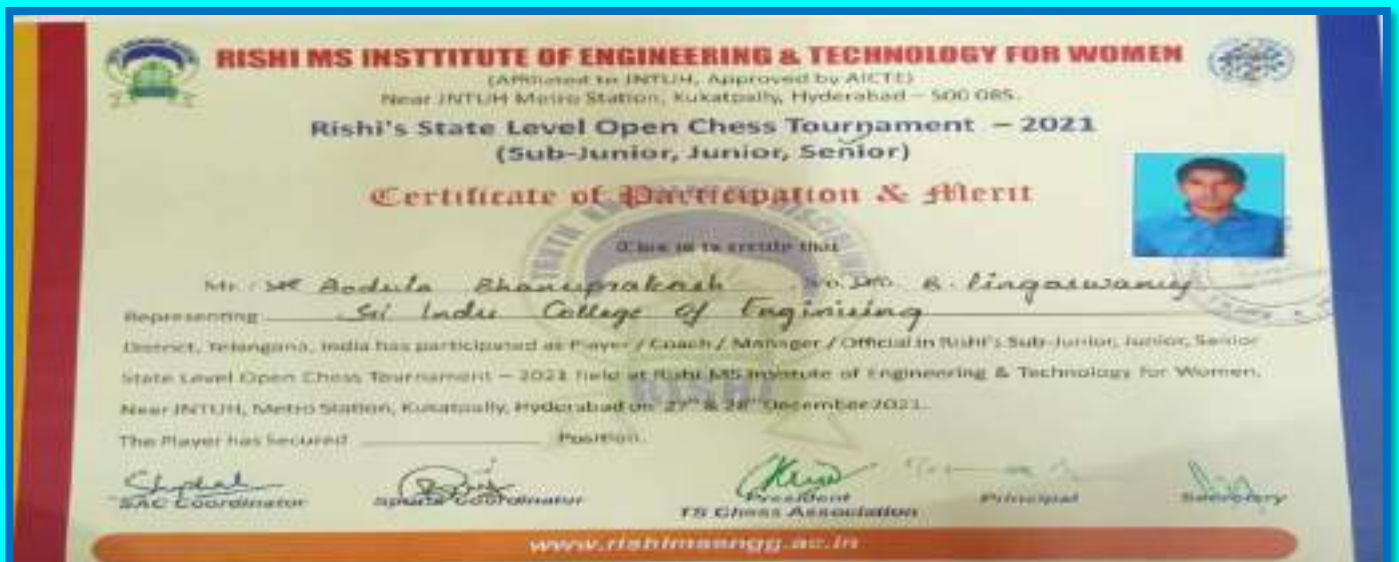 RISHI MS INSTTITUTE OF ENGINEERING & TECHNOLOGY FOR WOMEN
(Affiliated to JNTUH, Approved by AICTE)
Near JNTUH Metro Station, Kukatpally, Hyderabad – 500 085.
Rishi's State Level Open Chess Tournament – 2021
(Sub-Junior, Junior, Senior)
Certificate of Participation & Merit
This is to certify that
Mr. Bodula Bhanuprakash B. Lingaswamy
Representing Sri Indu College Of Enginising
District, Telangana, India has participated as Player / Coach / Manager / Official in Rishi's Sub-Junior, Junior, Senior
State Level Open Chess Tournament – 2021 held at Rishi MS Institute of Engineering & Technology for Women,
Near JNTUH, Metro Station, Kukatpally, Hyderabad on 27th & 28th December 2021.
The Player has Secured Position.
SAC Coordinator Sports Coordinator President Principal Secretary
TS Chess Association
www.rishimsengg.ac.in